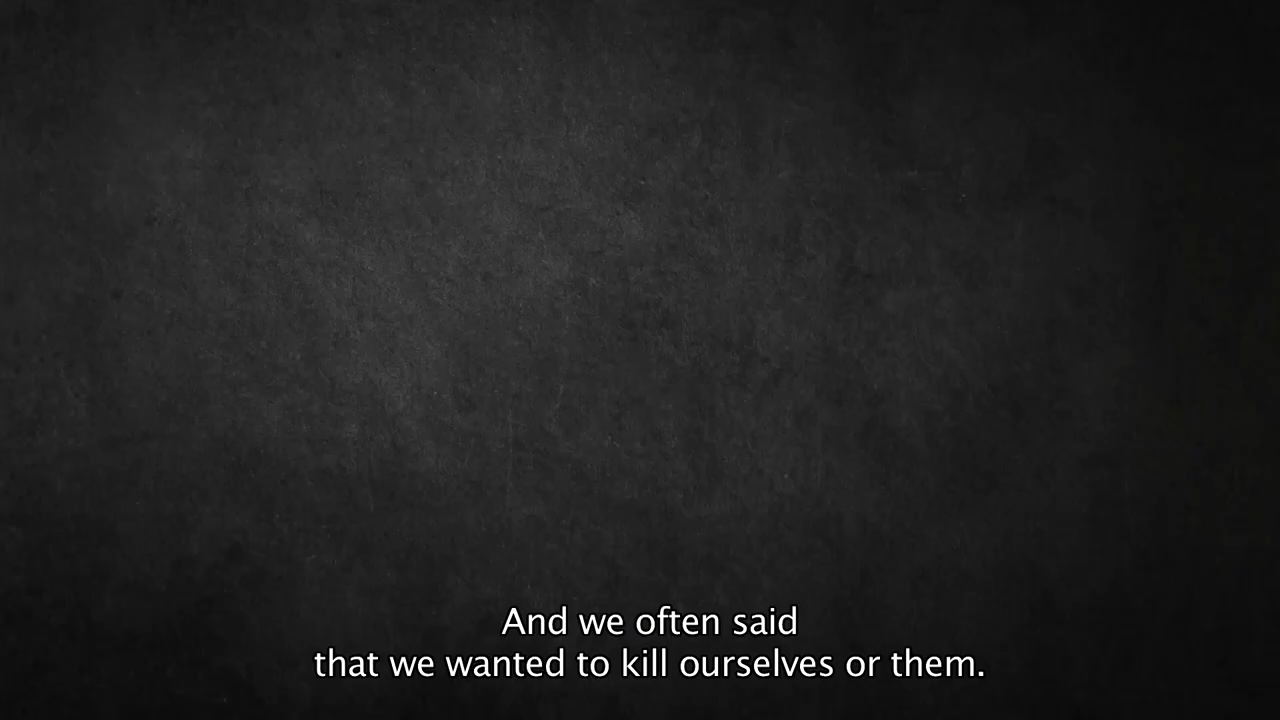 And we often said
that we wanted to kill ourselves or them.